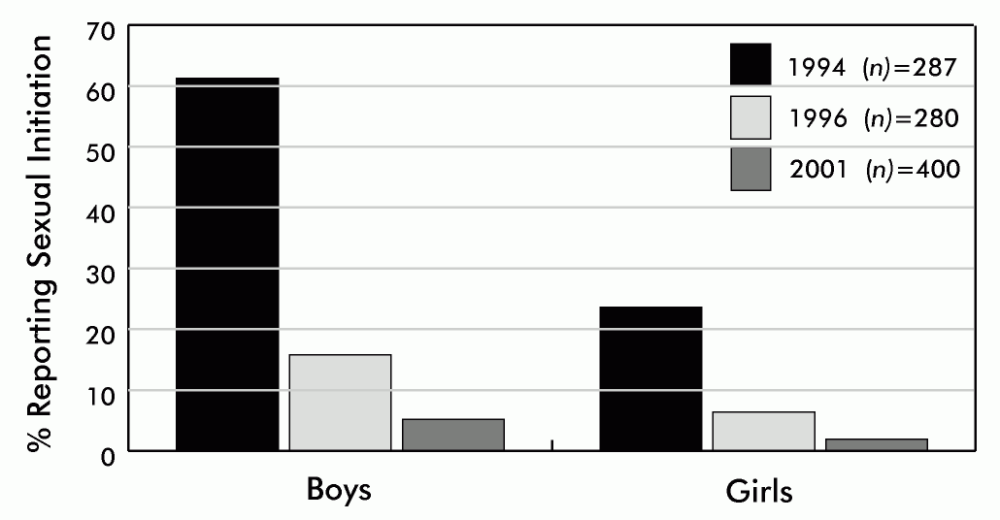 % Reporting Sexual Initiation
70
60
50
40
30
20
10
0
1994 (n)=287
1996 (n)=280
2001 (n)=400
Boys
Girls